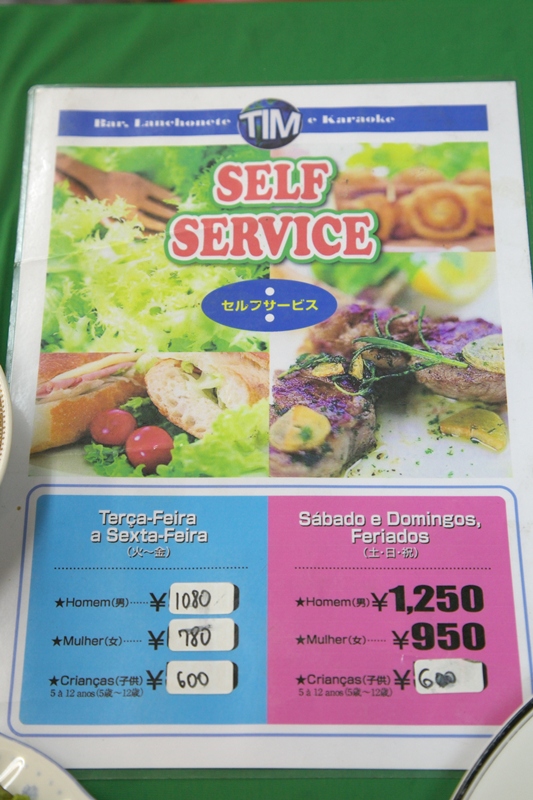 Bar, Lanchonete TIM e Karaoke
SELF
SERVICE
セルフサービス
Terça-Feira
a Sexta-Feira
(火~金)
★Homem(男)……¥ 1080
★Mulher(女)……¥ 780
★Crianças(子供) ¥ 600
5 à 12 anos(5歳~12歳)
Sábado e Domingos,
Feriados
(土・日・祝)
★Homem(男)¥1,250
★Mulher(女)……¥950
★Crianças(子供) ¥ 600
5 à 12 anos(5歳~12歳)